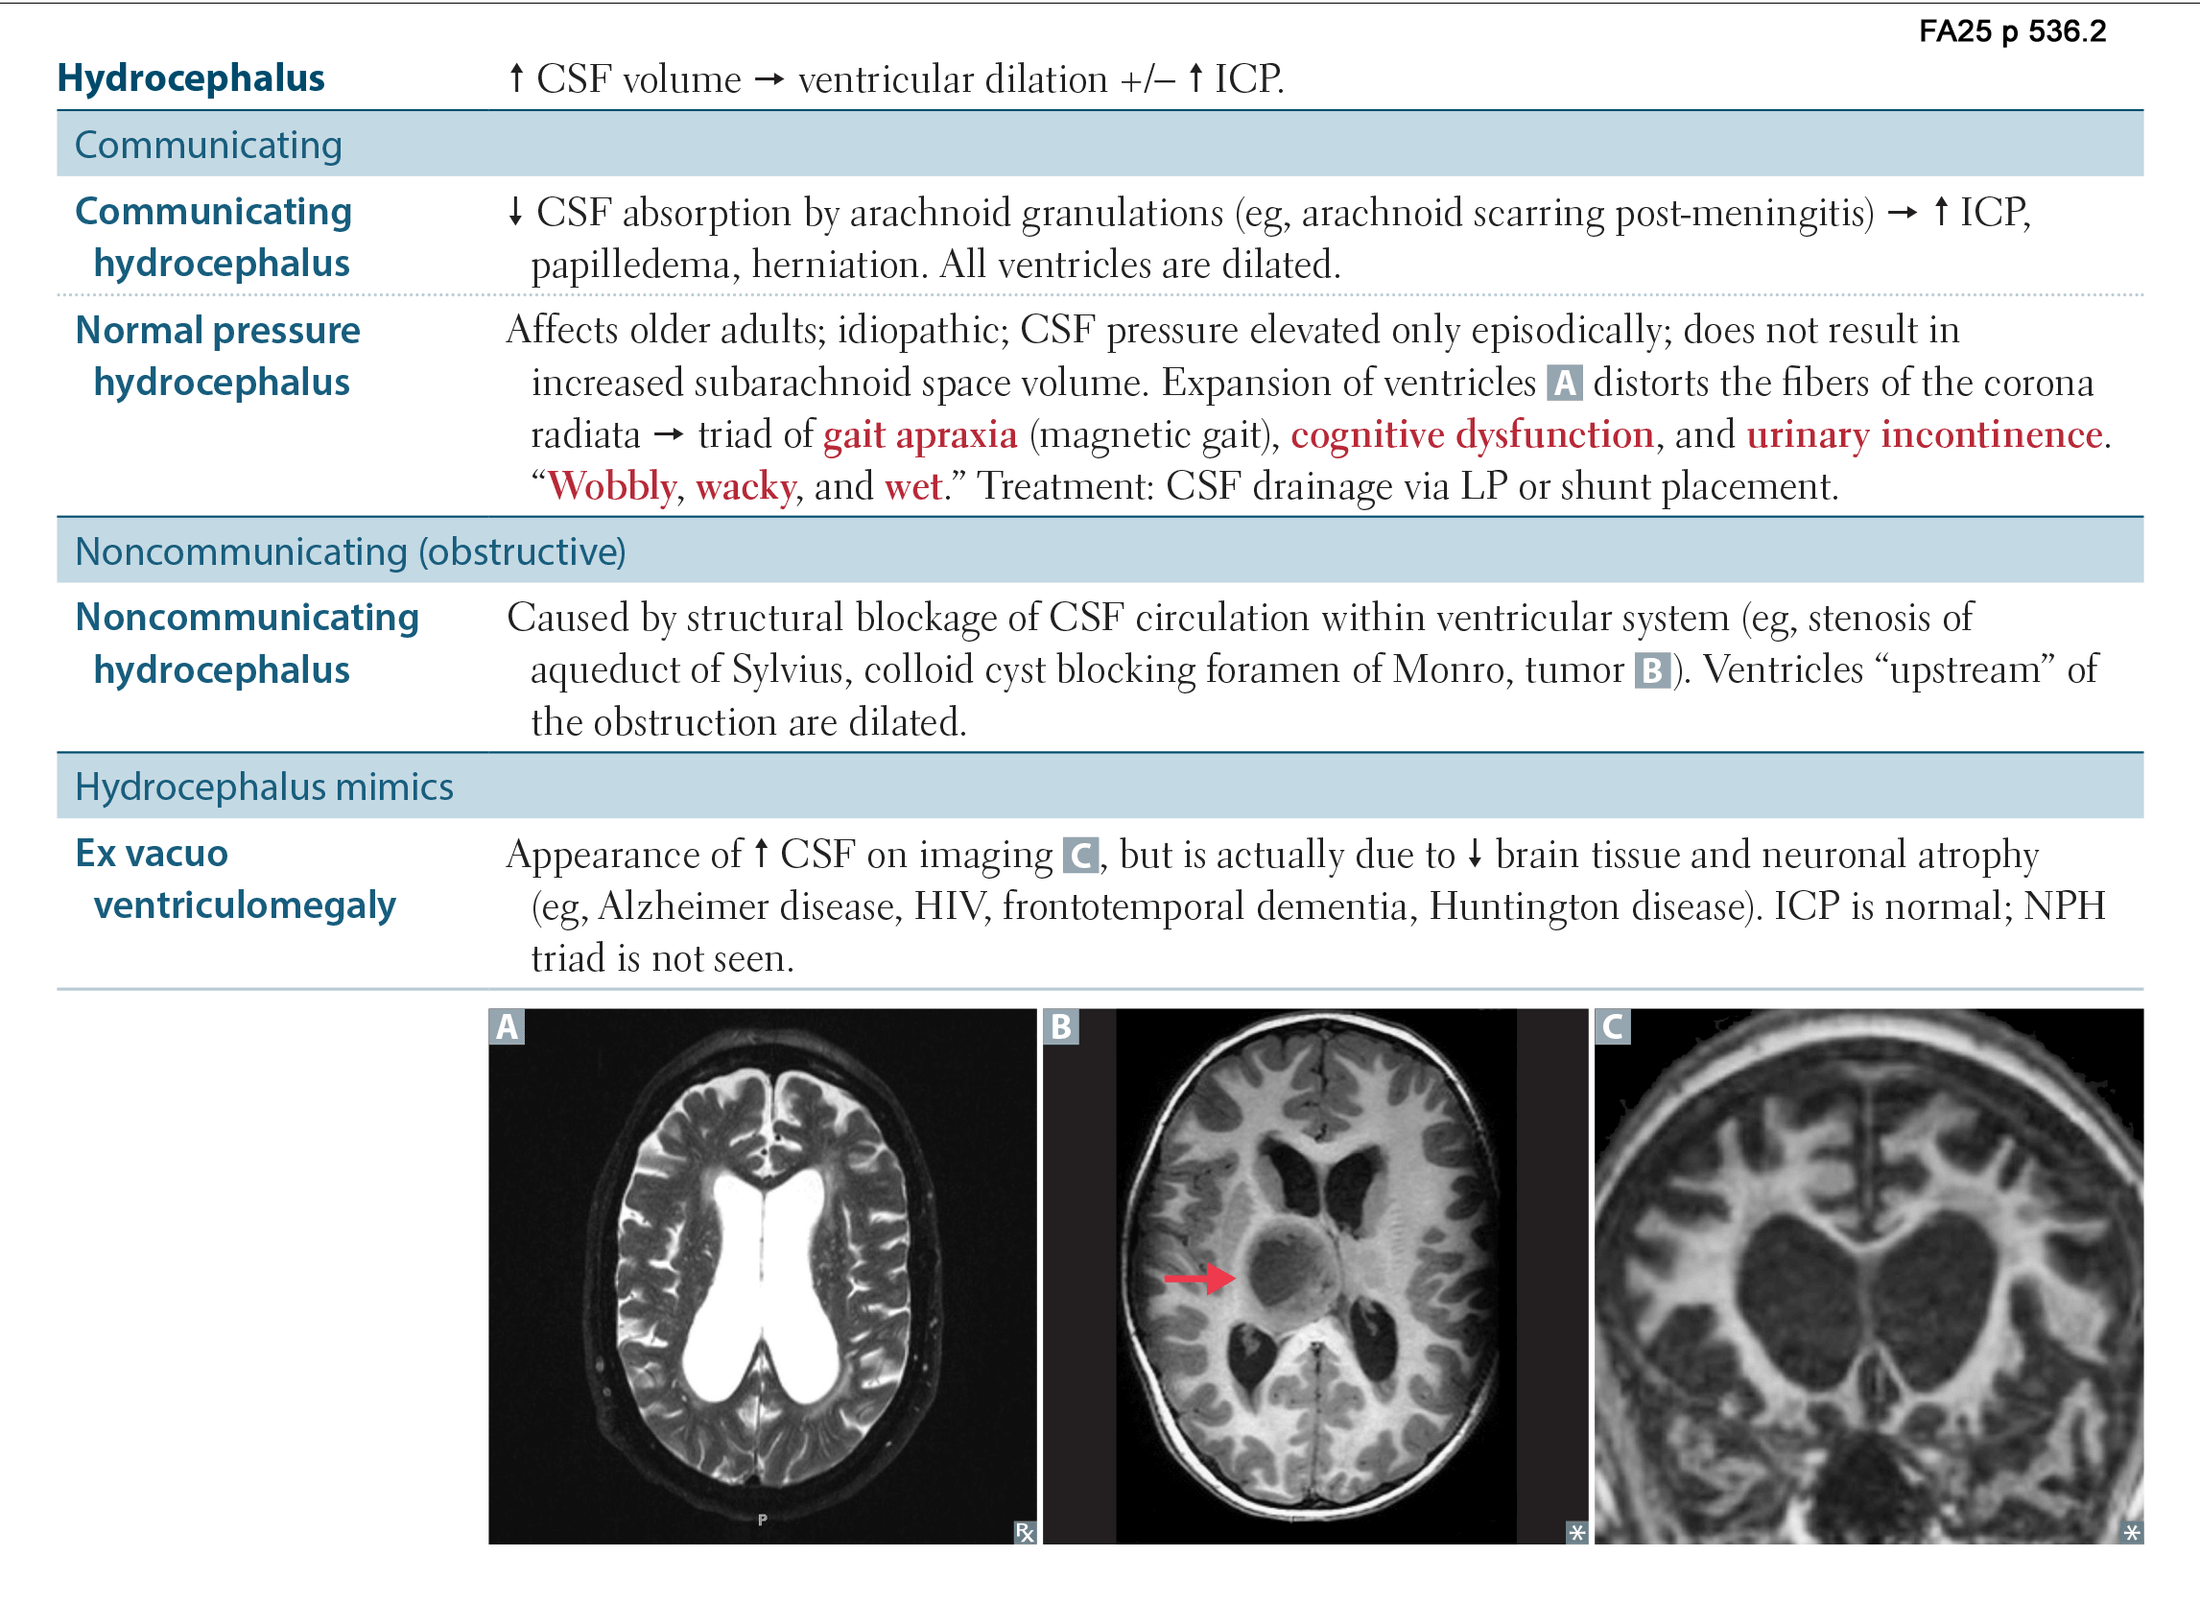 FA25 p 536.2
Hydrocephalus
↑ CSF volume → ventricular dilation +/– ↑ ICP.
Communicating
Communicating
hydrocephalus
↓ CSF absorption by arachnoid granulations (eg, arachnoid scarring post-meningitis) → ↑ ICP,
papilledema, herniation. All ventricles are dilated.
Normal pressure
hydrocephalus
Affects older adults; idiopathic; CSF pressure elevated only episodically; does not result in
increased subarachnoid space volume. Expansion of ventricles A distorts the fibers of the corona
radiata → triad of gait apraxia (magnetic gait), cognitive dysfunction, and urinary incontinence.
“Wobbly, wacky, and wet.” Treatment: CSF drainage via LP or shunt placement.
Noncommunicating (obstructive)
Noncommunicating
hydrocephalus
Caused by structural blockage of CSF circulation within ventricular system (eg, stenosis of
aqueduct of Sylvius, colloid cyst blocking foramen of Monro, tumor B). Ventricles “upstream” of
the obstruction are dilated.
Hydrocephalus mimics
Ex vacuo
ventriculomegaly
Appearance of ↑ CSF on imaging C, but is actually due to ↓ brain tissue and neuronal atrophy
(eg, Alzheimer disease, HIV, frontotemporal dementia, Huntington disease). ICP is normal; NPH
triad is not seen.
A
B
C
P
℞
*
*